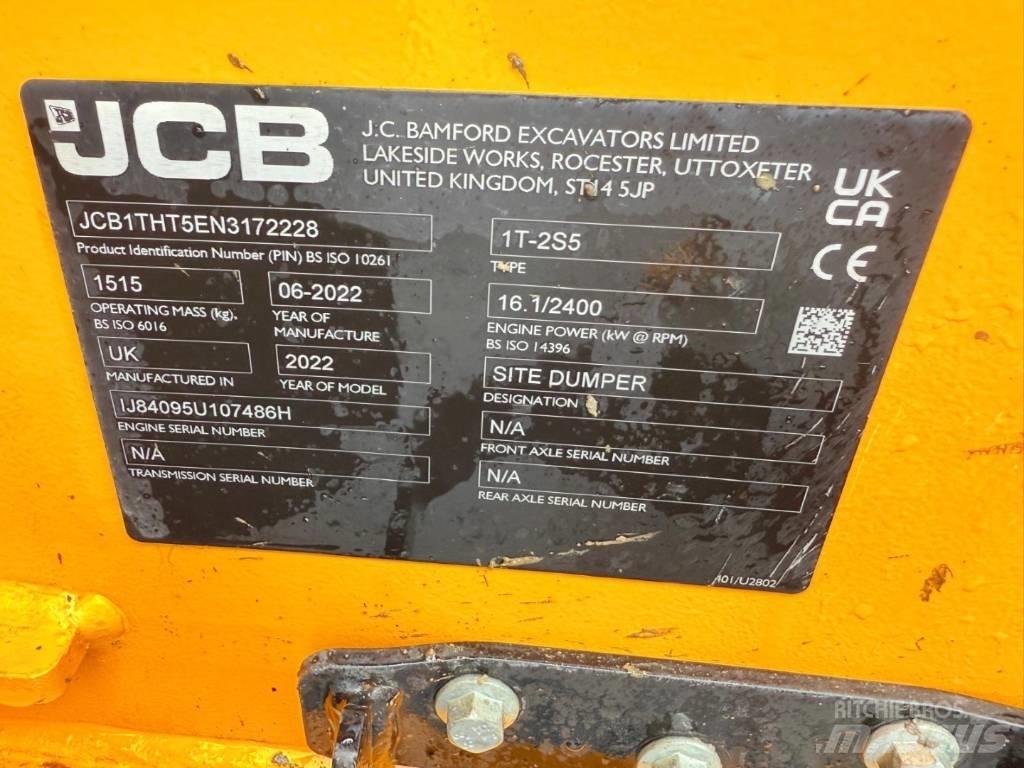 JCB
J.C. BAMFORD EXCAVATORS LIMITED
LAKESIDE WORKS, ROCESTER, UTTOXETER
UNITED KINGDOM, ST14 5JP
UK
CA
CE
JCB1THT5EN3172228
Product Identification Number (PIN) BS ISO 10261
1515
OPERATING MASS (kg).
BS ISO 6016
06-2022
YEAR OF
MANUFACTURE
UK
MANUFACTURED IN
2022
YEAR OF MODEL
IJ84095U107486H
ENGINE SERIAL NUMBER
N/A
TRANSMISSION SERIAL NUMBER
1T-2S5
TYPE
16.1/2400
ENGINE POWER (kW @ RPM)
BS ISO 14396
SITE DUMPER
DESIGNATION
N/A
FRONT AXLE SERIAL NUMBER
N/A
REAR AXLE SERIAL NUMBER
401/U2802
RITCHIE BROS.
MASCUS